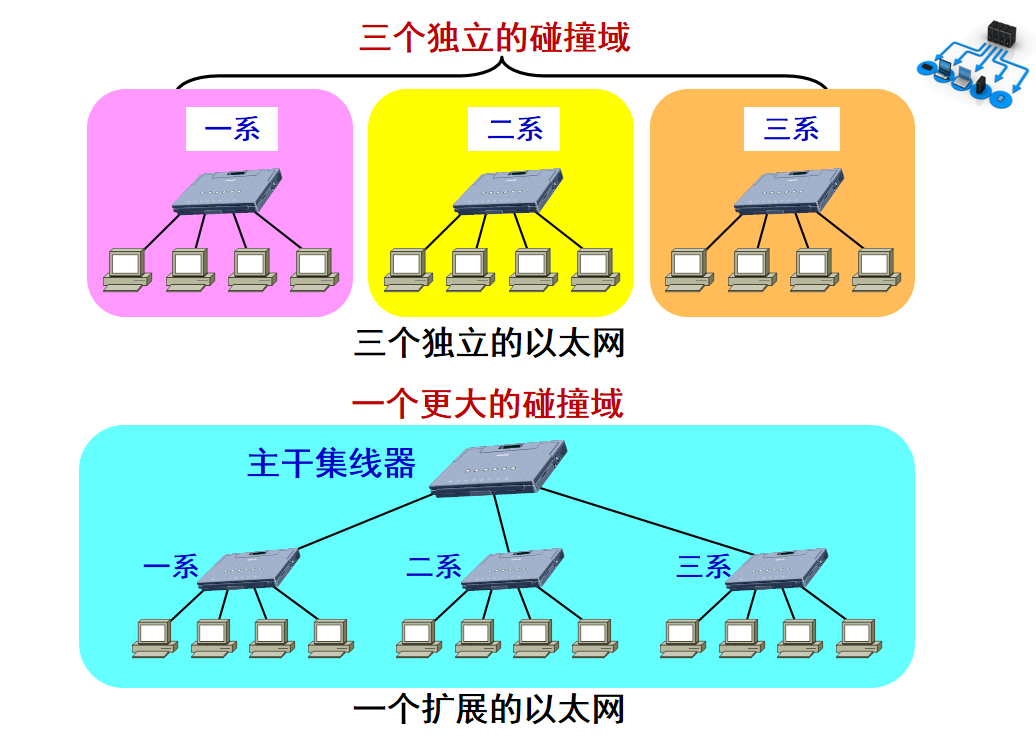 三个独立的碰撞域
一系
二系
三系
三个独立的以太网
一个更大的碰撞域
主干集线器
一系
二系
三系
一个扩展的以太网